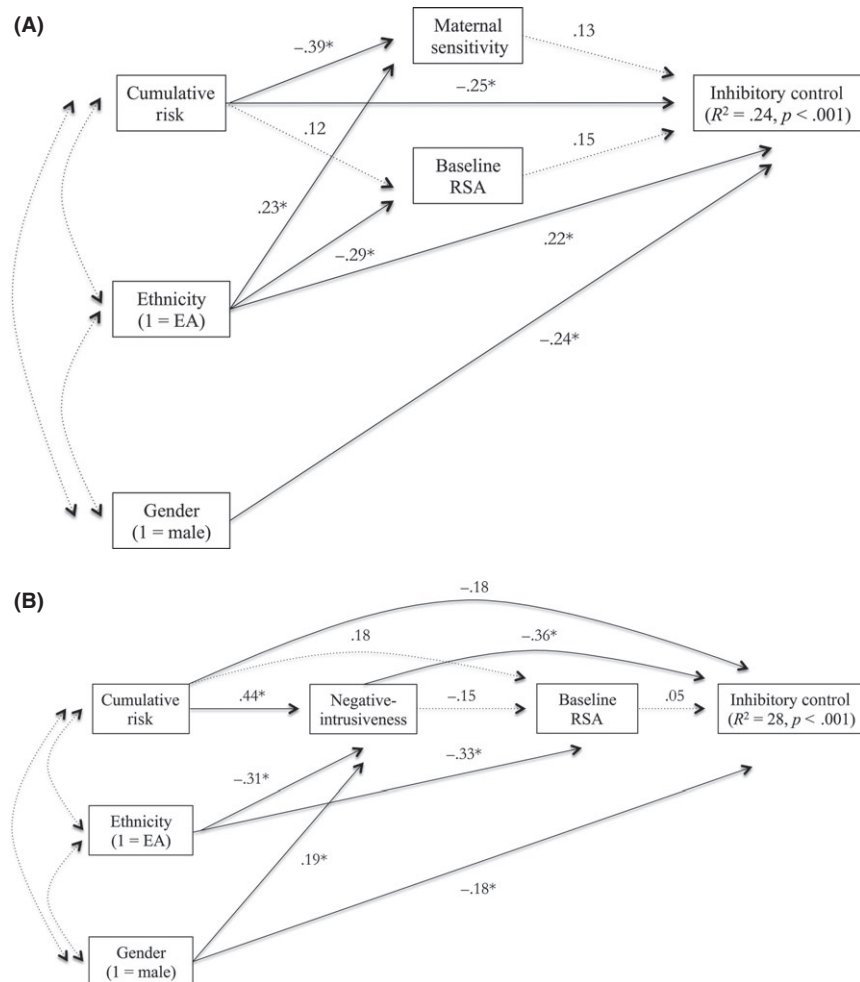 (A)
Maternal
sensitivity
–.39*
.13
Cumulative
risk
–.25*
Inhibitory control
(R² = .24, p < .001)
.12
.15
Baseline
RSA
.23*
–.29*
.22*
Ethnicity
(1 = EA)
–.24*
Gender
(1 = male)
(B)
–.18
.18
–.36*
Cumulative
risk
.44*
Negative-
intrusiveness
–.15
Baseline
RSA
.05
Inhibitory control
(R² = 28, p < .001)
–.31*
–.33*
Ethnicity
(1 = EA)
.19*
–.18*
Gender
(1 = male)